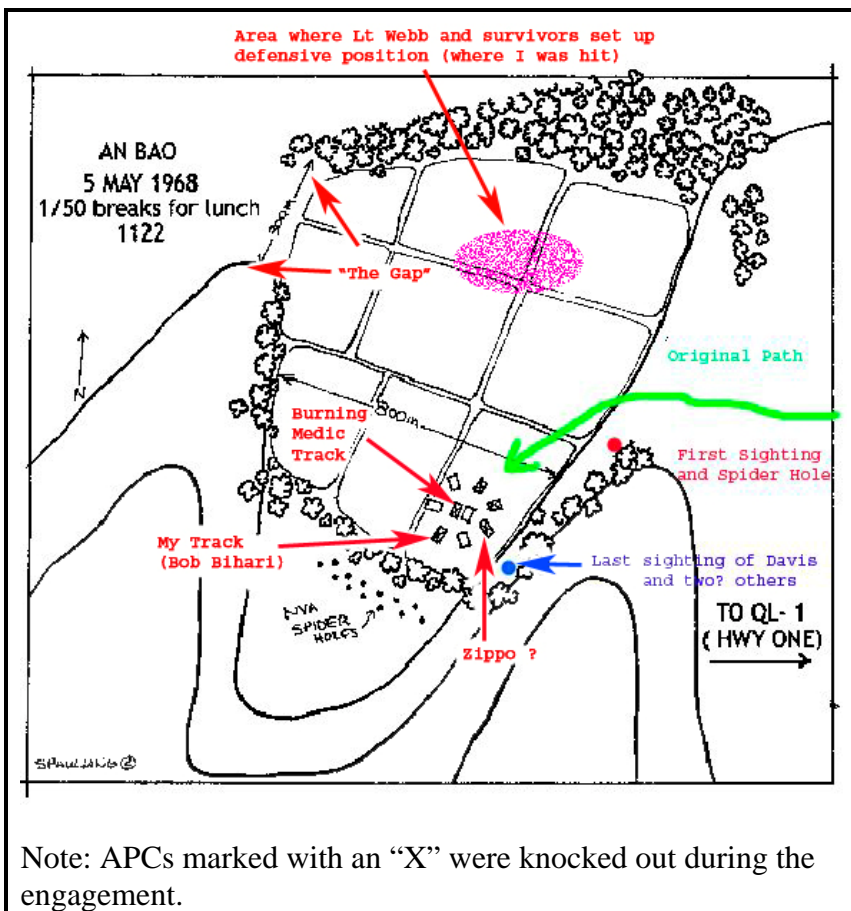 Area where Lt Webb and survivors set up
defensive position (where I was hit)
AN BAO
5 MAY 1968
1/50 breaks for lunch
1122
300m
"The Gap"
N
Original Path
800m.
Burning
Medic
Track
First Sighting
and Spider Hole
My Track
(Bob Bihari)
Last sighting of Davis
and two? others
NVA
SPIDER
HOLES
TO QL-1
( HWY ONE)
Zippo ?
Note: APCs marked with an “X” were knocked out during the
engagement.